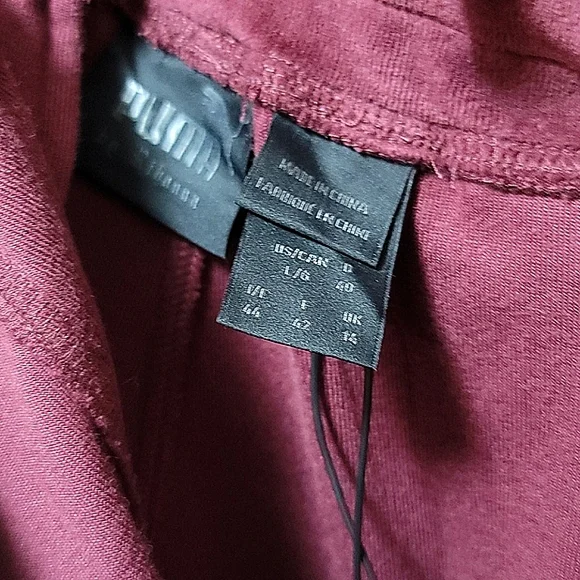 PUMA
MADE IN CHINA
FABRIQUÉ EN CHINE
US/CAN D
L/G 40
I/E F UK
44 42 14